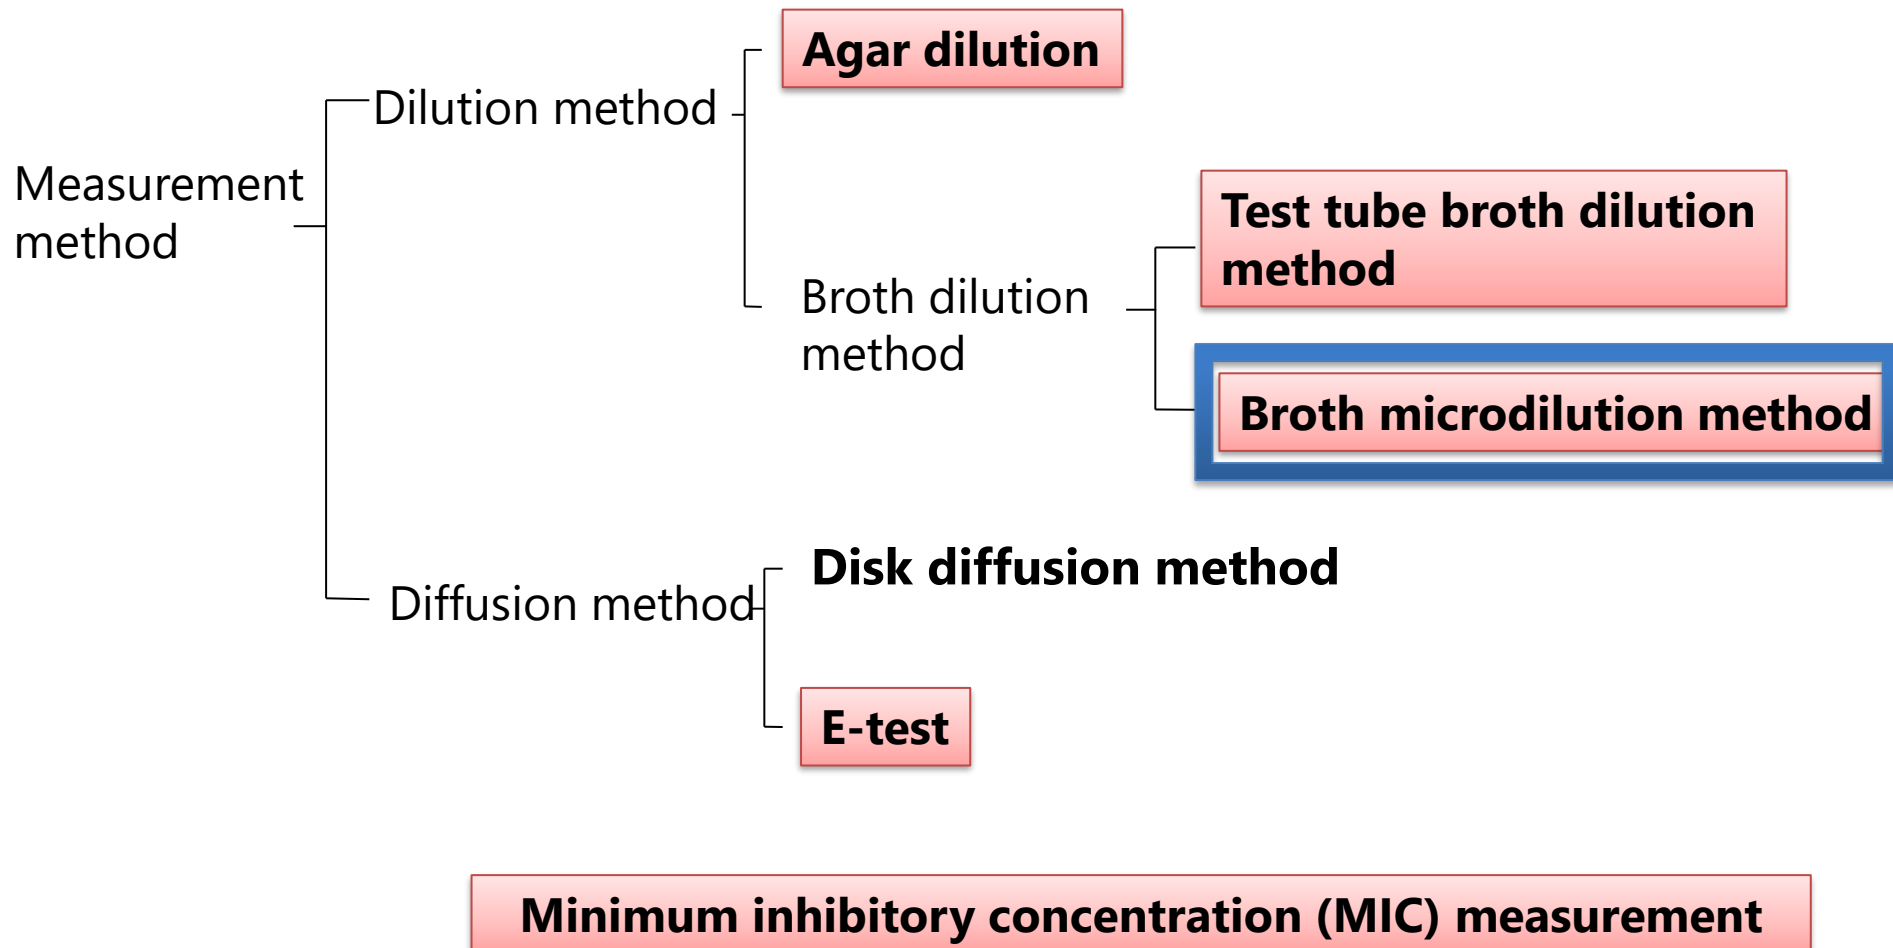 Agar dilution
Dilution method
Measurement
method
Test tube broth dilution
method
Broth dilution
method
Broth microdilution method
Disk diffusion method
Diffusion method
E-test
Minimum inhibitory concentration (MIC) measurement